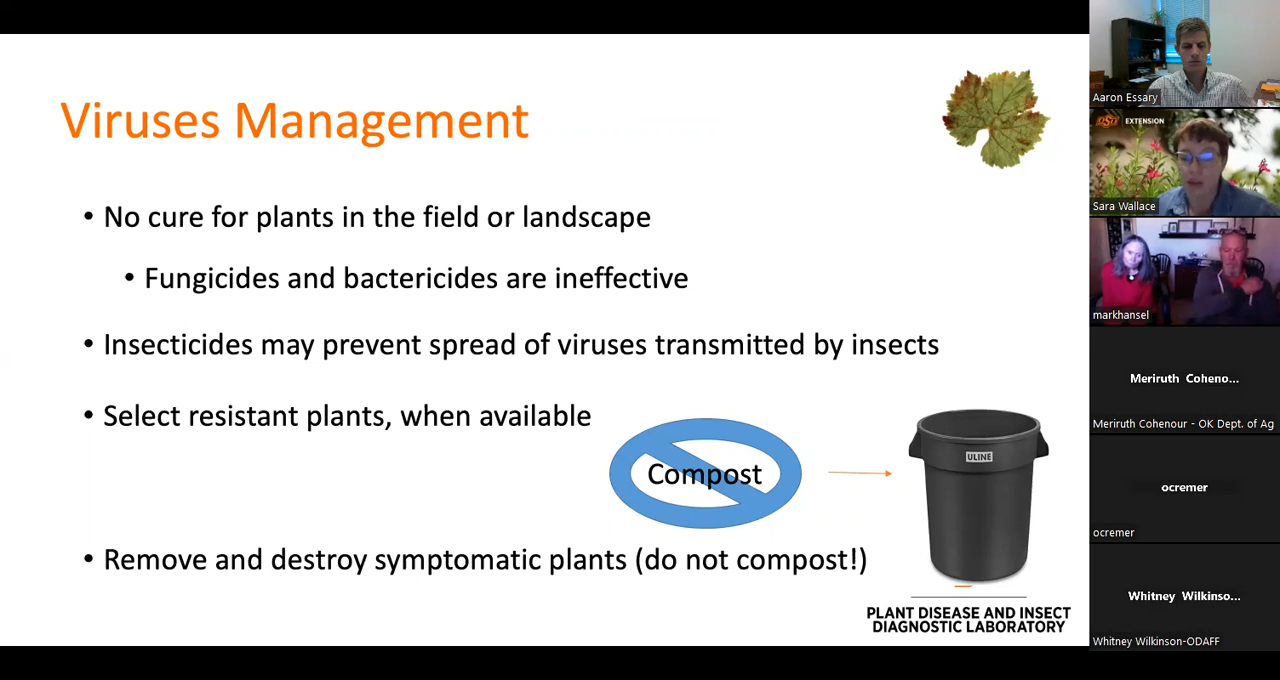 Viruses Management
• No cure for plants in the field or landscape
• Fungicides and bactericides are ineffective
• Insecticides may prevent spread of viruses transmitted by insects
• Select resistant plants, when available
Compost
ULINE
• Remove and destroy symptomatic plants (do not compost!)
PLANT DISEASE AND INSECT
DIAGNOSTIC LABORATORY
Aaron Essary
OSU EXTENSION
Sara Wallace
markhansel
Meriruth Coheno...
Meriruth Cohenour - OK Dept. of Ag
ocremer
ocremer
Whitney Wilkinso...
Whitney Wilkinson-ODAFF